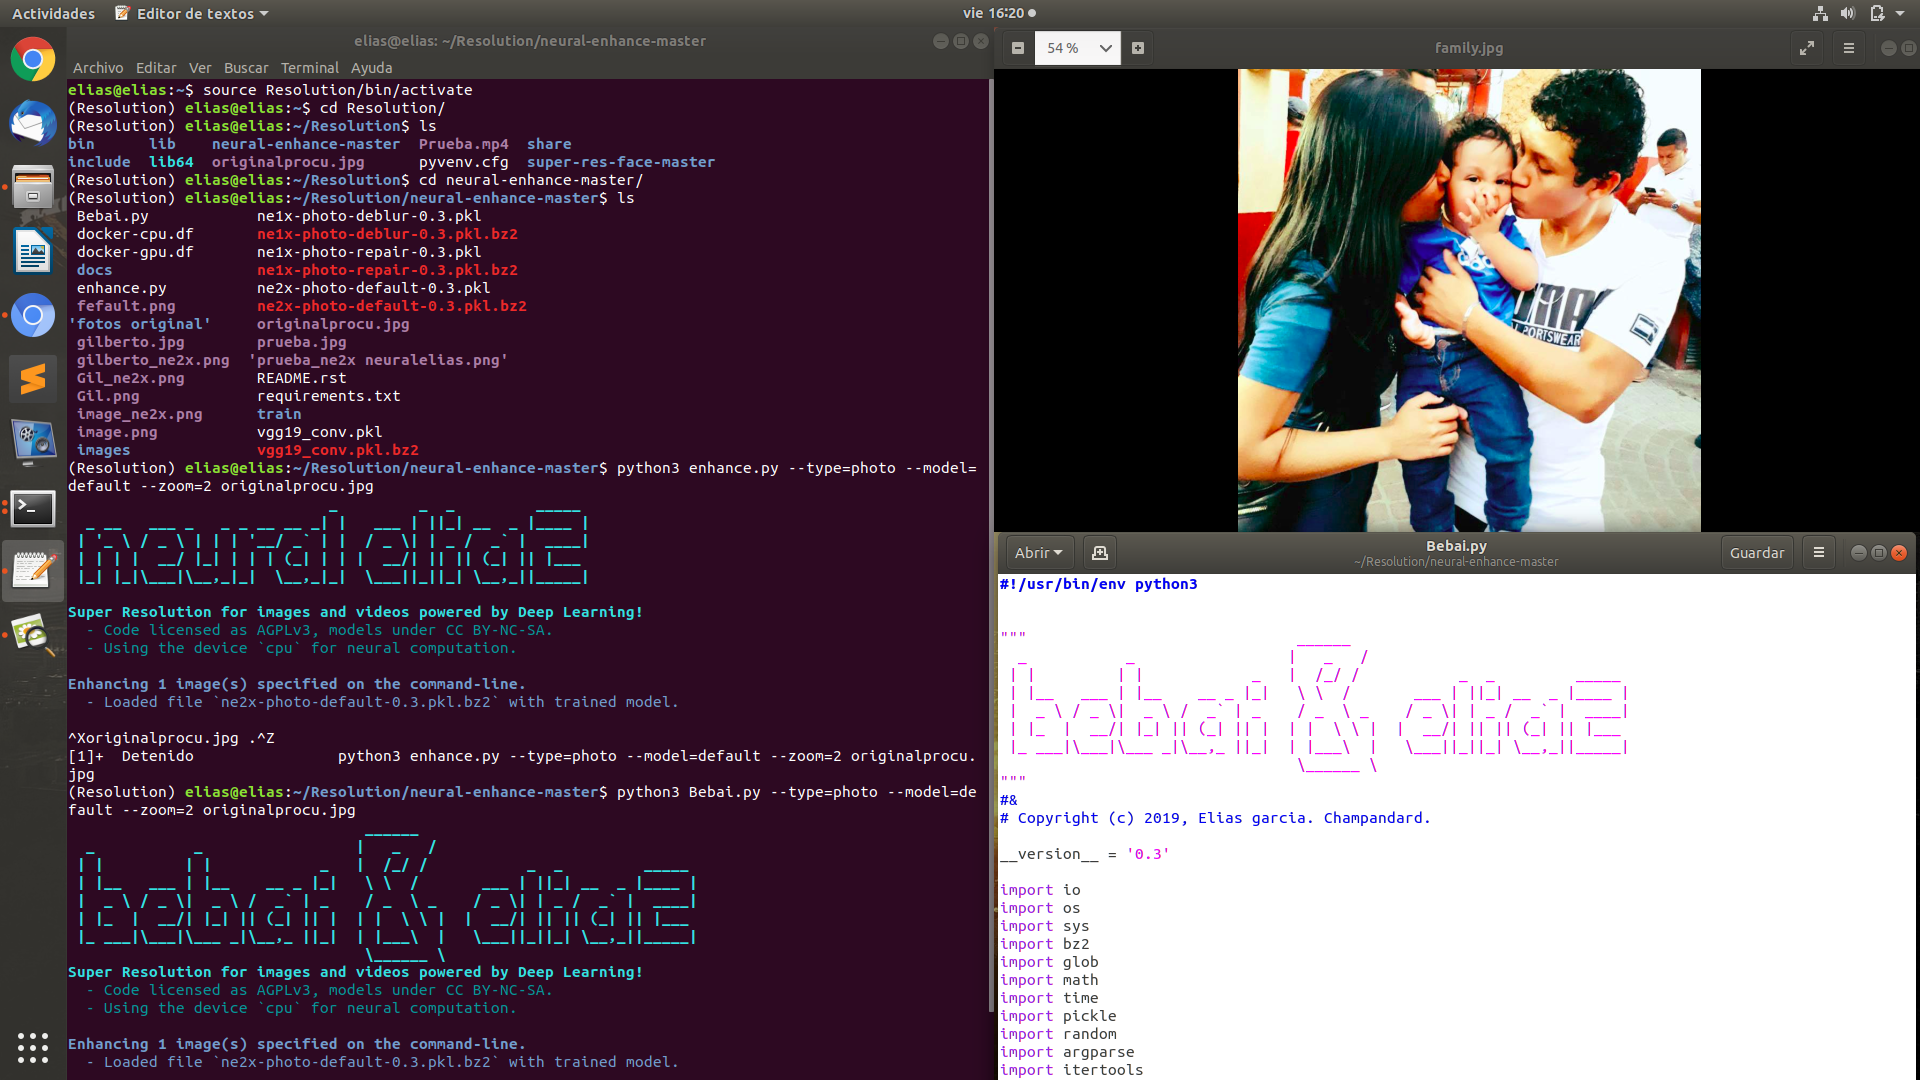 Actividades
Editor de textos
vie 16:20
elias@elias: ~/Resolution/neural-enhance-master
Archivo Editar Ver Buscar Terminal Ayuda
elias@elias:~$ source Resolution/bin/activate
(Resolution) elias@elias:~$ cd Resolution/
(Resolution) elias@elias:~/Resolution$ ls
bin lib neural-enhance-master Prueba.mp4 share
include lib64 originalprocu.jpg pyvenv.cfg super-res-face-master
(Resolution) elias@elias:~/Resolution$ cd neural-enhance-master/
(Resolution) elias@elias:~/Resolution/neural-enhance-master$ ls
Bebai.py ne1x-photo-deblur-0.3.pkl
docker-cpu.df ne1x-photo-deblur-0.3.pkl.bz2
docker-gpu.df ne1x-photo-repair-0.3.pkl
docs ne1x-photo-repair-0.3.pkl.bz2
enhance.py ne2x-photo-default-0.3.pkl
fefault.png ne2x-photo-default-0.3.pkl.bz2
'fotos original' originalprocu.jpg
gilberto.jpg prueba.jpg
gilberto_ne2x.png 'prueba_ne2x neuralelias.png'
Gil_ne2x.png README.rst
Gil.png requirements.txt
image_ne2x.png train
image.png vgg19_conv.pkl
images vgg19_conv.pkl.bz2
(Resolution) elias@elias:~/Resolution/neural-enhance-master$ python3 enhance.py --type=photo --model=
default --zoom=2 originalprocu.jpg
Super Resolution for images and videos powered by Deep Learning!
- Code licensed as AGPLv3, models under CC BY-NC-SA.
- Using the device `cpu` for neural computation.
Enhancing 1 image(s) specified on the command-line.
- Loaded file `ne2x-photo-default-0.3.pkl.bz2` with trained model.
^Xoriginalprocu.jpg .^Z
[1]+ Detenido python3 enhance.py --type=photo --model=default --zoom=2 originalprocu.
jpg
(Resolution) elias@elias:~/Resolution/neural-enhance-master$ python3 Bebai.py --type=photo --model=de
fault --zoom=2 originalprocu.jpg
Super Resolution for images and videos powered by Deep Learning!
- Code licensed as AGPLv3, models under CC BY-NC-SA.
- Using the device `cpu` for neural computation.
Enhancing 1 image(s) specified on the command-line.
- Loaded file `ne2x-photo-default-0.3.pkl.bz2` with trained model.
54 %
family.jpg
Abrir
Bebai.py
~/Resolution/neural-enhance-master
Guardar
#!/usr/bin/env python3
"""
"""
#&
# Copyright (c) 2019, Elias garcia. Champandard.
__version__ = '0.3'
import io
import os
import sys
import bz2
import glob
import math
import time
import pickle
import random
import argparse
import itertools